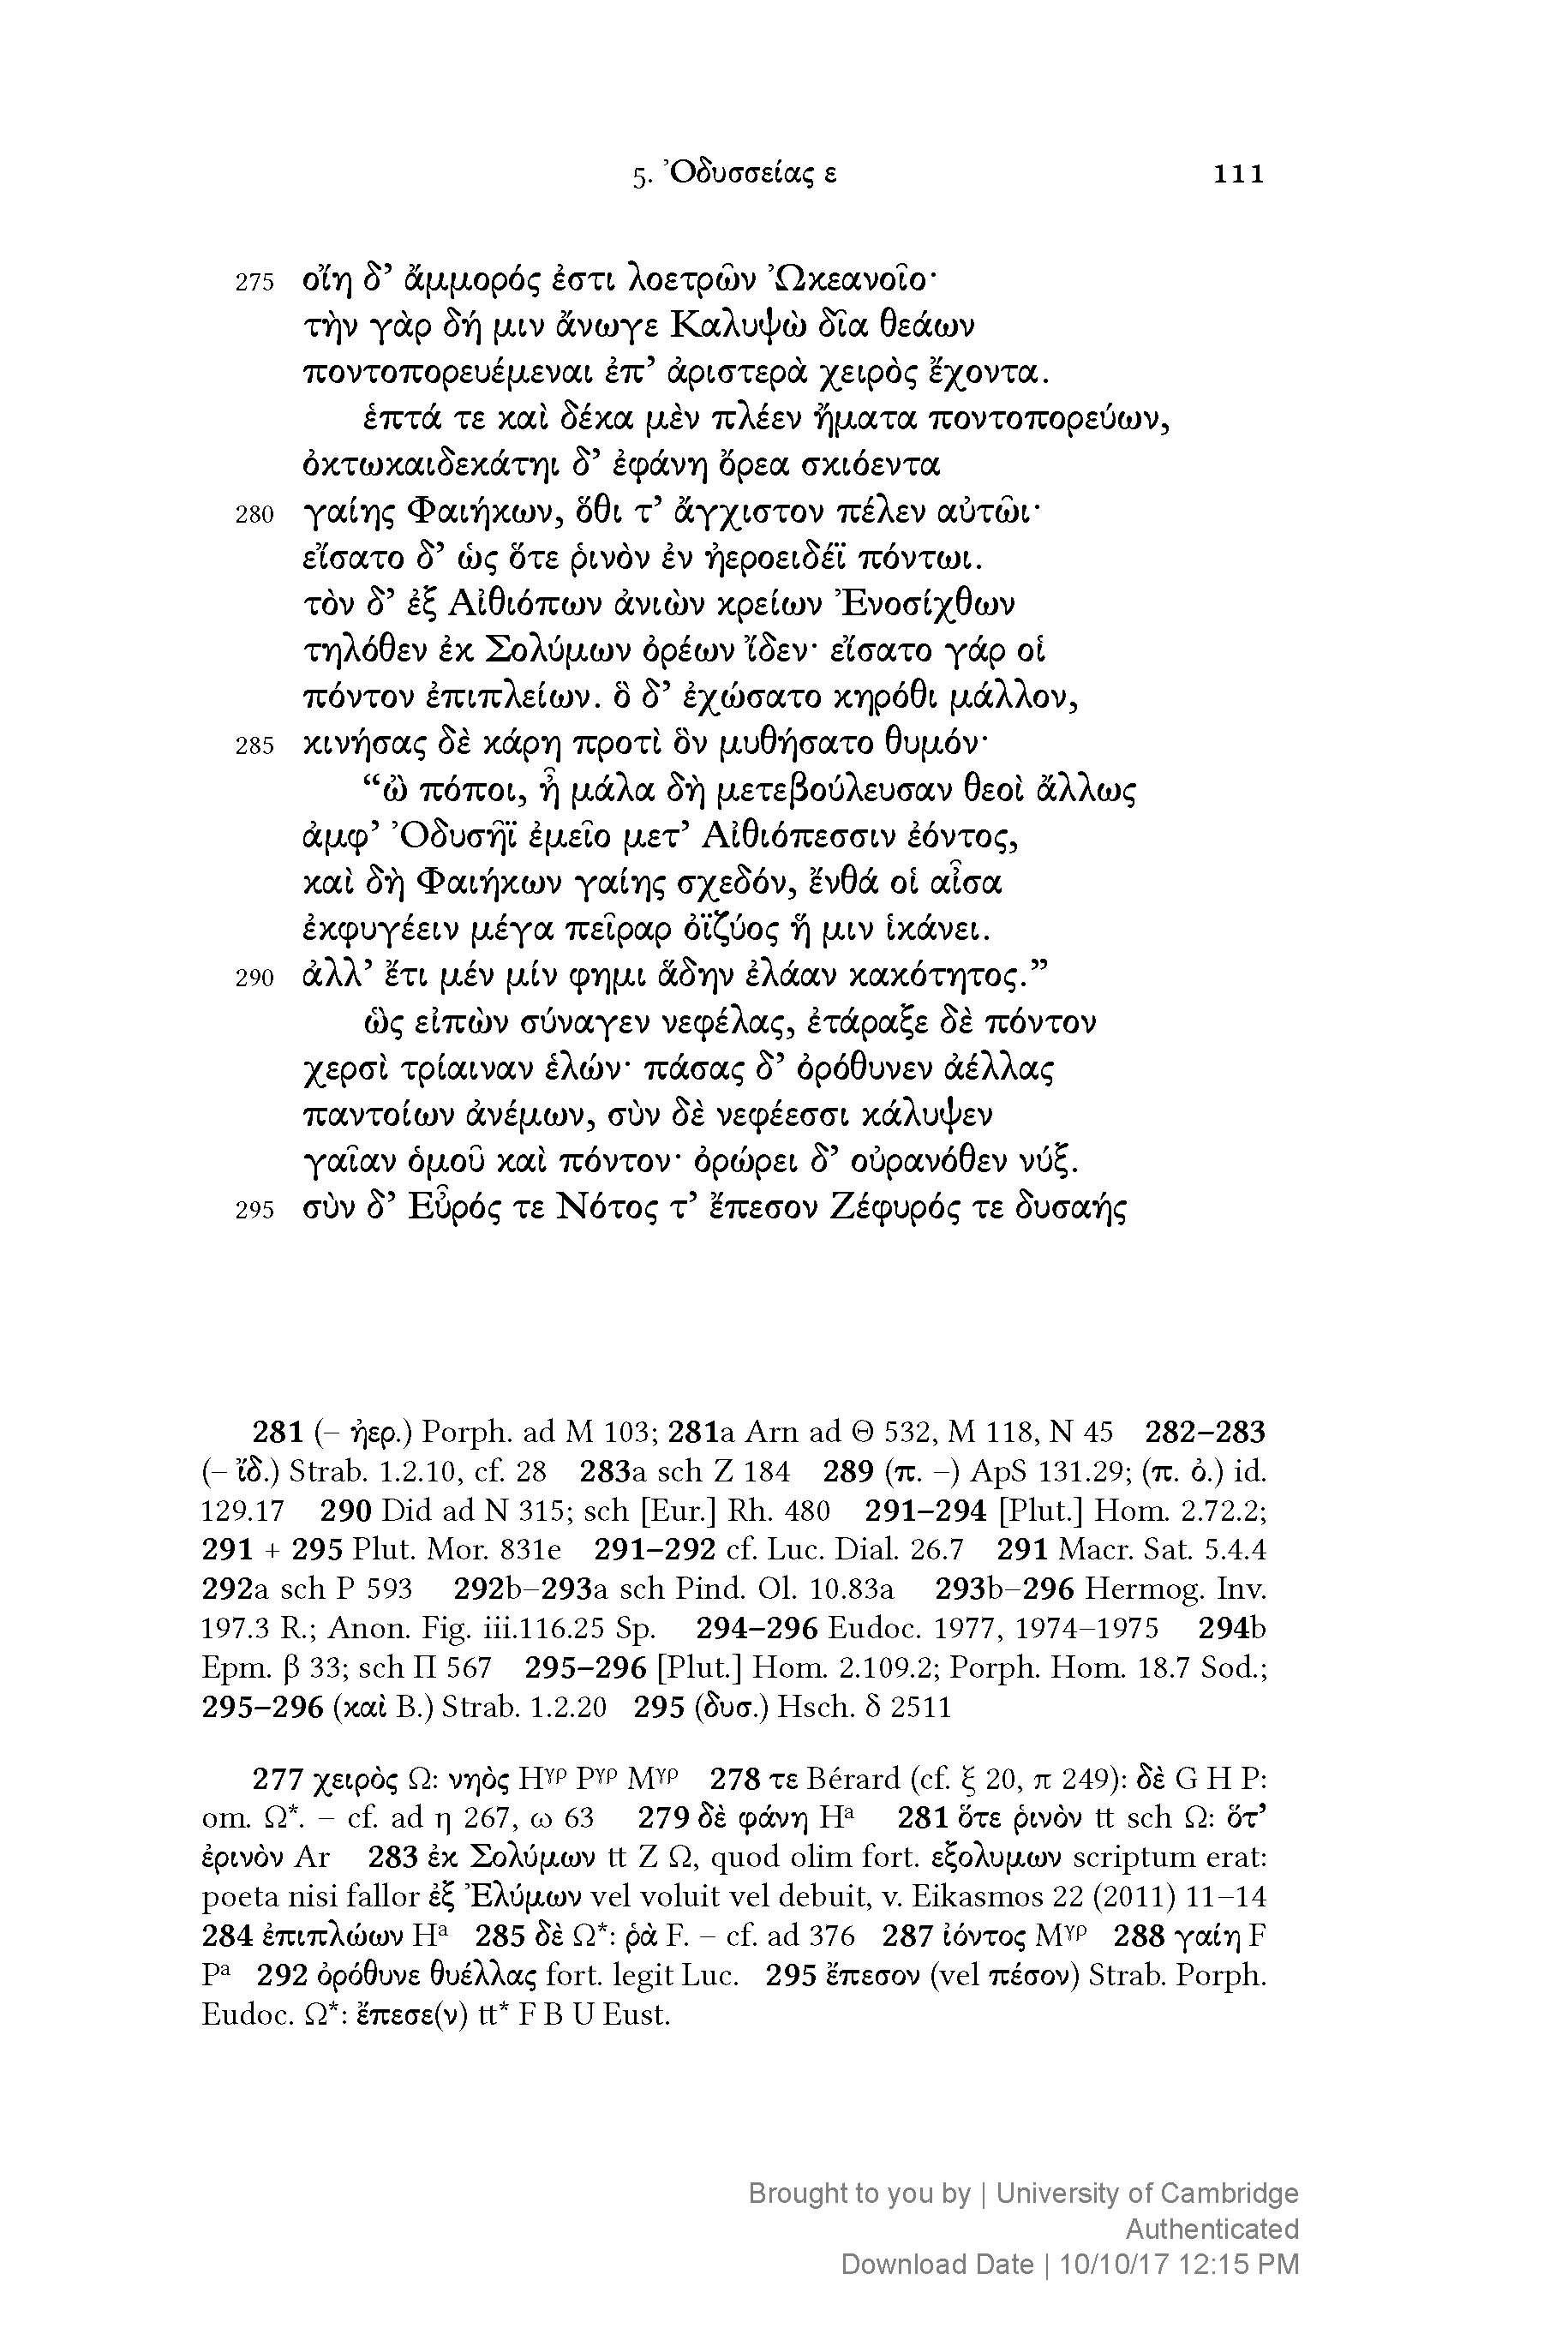 5. Ὀδυσσείας ε 111
275 οἴη δ’ ἄμμορός ἐστι λοετρῶν Ὠκεανοῖο·
τὴν γὰρ δή μιν ἄνωγε Καλυψὼ δῖα θεάων
ποντοπορευέμεναι ἐπ’ ἀριστερὰ χειρὸς ἔχοντα.
ἑπτά τε καὶ δέκα μὲν πλέεν ἤματα ποντοπορεύων,
ὀκτωκαιδεκάτηι δ’ ἐφάνη ὄρεα σκιόεντα
280 γαίης Φαιήκων, ὅθι τ’ ἄγχιστον πέλεν αὐτῶι·
εἴσατο δ’ ὡς ὅτε ῥινὸν ἐν ἠεροειδέϊ πόντωι.
τὸν δ’ ἐξ Αἰθιόπων ἀνιὼν κρείων Ἐνοσίχθων
τηλόθεν ἐκ Σολύμων ὀρέων ἴδεν· εἴσατο γάρ οἱ
πόντον ἐπιπλείων. ὃ δ’ ἐχώσατο κηρόθι μάλλον,
285 κινήσας δὲ κάρη προτὶ ὃν μυθήσατο θυμόν·
“ὢ πόποι, ἦ μάλα δὴ μετεβούλευσαν θεοὶ ἄλλως
ἀμφ’ Ὀδυσῆϊ ἐμεῖο μετ’ Αἰθιόπεσσιν ἐόντος,
καὶ δὴ Φαιήκων γαίης σχεδόν, ἔνθά οἱ αἶσα
ἐκφυγέειν μέγα πεῖραρ ὀϊζύος ἥ μιν ἱκάνει.
290 ἀλλ’ ἔτι μέν μίν φημι ἅδην ἐλάαν κακότητος.”
ὣς εἰπὼν σύναγεν νεφέλας, ἐτάραξε δὲ πόντον
χερσὶ τρίαιναν ἑλών· πάσας δ’ ὀρόθυνεν ἀέλλας
παντοίων ἀνέμων, σὺν δὲ νεφέεσσι κάλυψεν
γαῖαν ὁμοῦ καὶ πόντον· ὀρώρει δ’ οὐρανόθεν νύξ.
295 σὺν δ’ Εὖρός τε Νότος τ’ ἔπεσον Ζέφυρός τε δυσαής
281 (– ἠερ.) Porph. ad M 103; 281a Arn ad Θ 532, M 118, N 45 282–283
(– ἴδ.) Strab. 1.2.10, cf. 28 283a sch Z 184 289 (π. –) ApS 131.29; (π. ὀ.) id.
129.17 290 Did ad N 315; sch [Eur.] Rh. 480 291–294 [Plut.] Hom. 2.72.2;
291 + 295 Plut. Mor. 831e 291–292 cf. Luc. Dial. 26.7 291 Macr. Sat. 5.4.4
292a sch P 593 292b–293a sch Pind. Ol. 10.83a 293b–296 Hermog. Inv.
197.3 R.; Anon. Fig. iii.116.25 Sp. 294–296 Eudoc. 1977, 1974–1975 294b
Epm. β 33; sch Π 567 295–296 [Plut.] Hom. 2.109.2; Porph. Hom. 18.7 Sod.;
295–296 (καὶ B.) Strab. 1.2.20 295 (δυσ.) Hsch. δ 2511
277 χειρὸς Ω: νηὸς Hγρ Pγρ Mγρ 278 τε Bérard (cf. ξ 20, π 249): δὲ G H P:
om. Ω*. – cf. ad η 267, ω 63 279 δὲ φάνη Hᵃ 281 ὅτε ῥινὸν tt sch Ω: ὅτ’
ἐρινὸν Ar 283 ἐκ Σολύμων tt Z Ω, quod olim fort. εξολυμων scriptum erat:
poeta nisi fallor ἐξ Ἐλύμων vel voluit vel debuit, v. Eikasmos 22 (2011) 11–14
284 ἐπιπλώων Hᵃ 285 δὲ Ω*: ῥὰ F. – cf. ad 376 287 ἰόντος Mγρ 288 γαίη F
Pᵃ 292 ὀρόθυνε θυέλλας fort. legit Luc. 295 ἔπεσον (vel πέσον) Strab. Porph.
Eudoc. Ω*: ἔπεσε(ν) tt* F B U Eust.
Brought to you by | University of Cambridge
Authenticated
Download Date | 10/10/17 12:15 PM